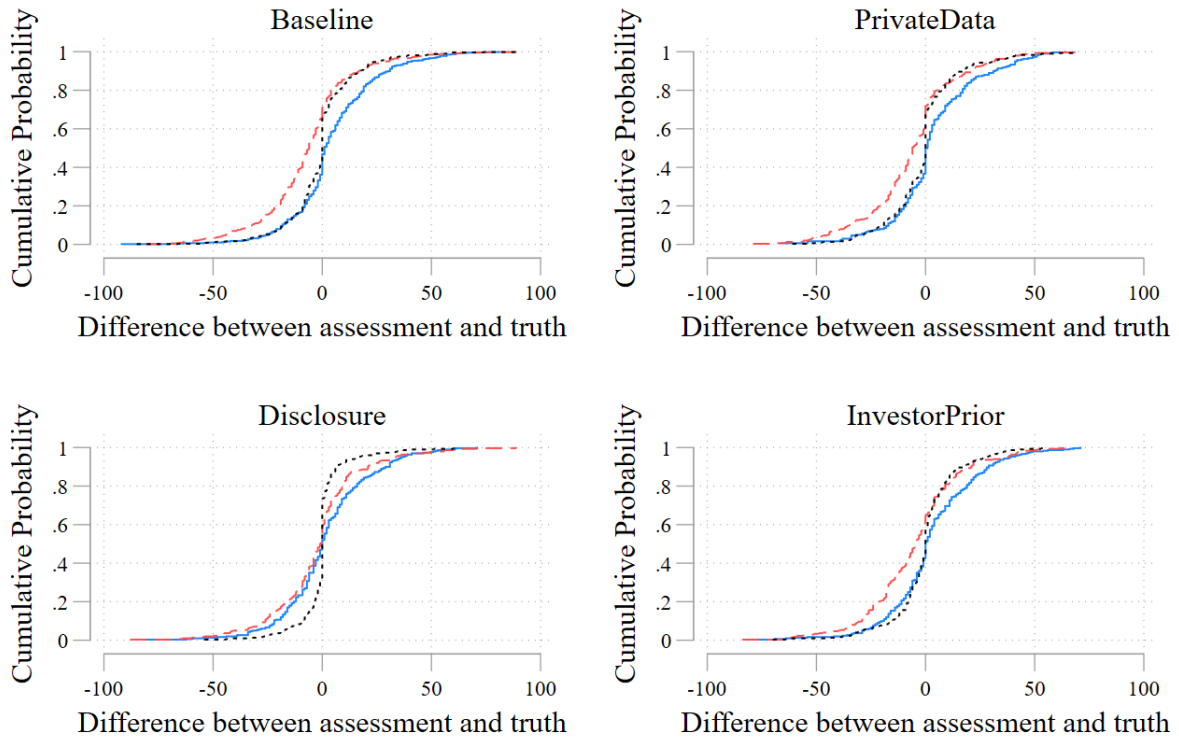 Baseline
Cumulative Probability
1
.8
.6
.4
.2
0
-100 -50 0 50 100
Difference between assessment and truth
PrivateData
Cumulative Probability
1
.8
.6
.4
.2
0
-100 -50 0 50 100
Difference between assessment and truth
Disclosure
Cumulative Probability
1
.8
.6
.4
.2
0
-100 -50 0 50 100
Difference between assessment and truth
InvestorPrior
Cumulative Probability
1
.8
.6
.4
.2
0
-100 -50 0 50 100
Difference between assessment and truth